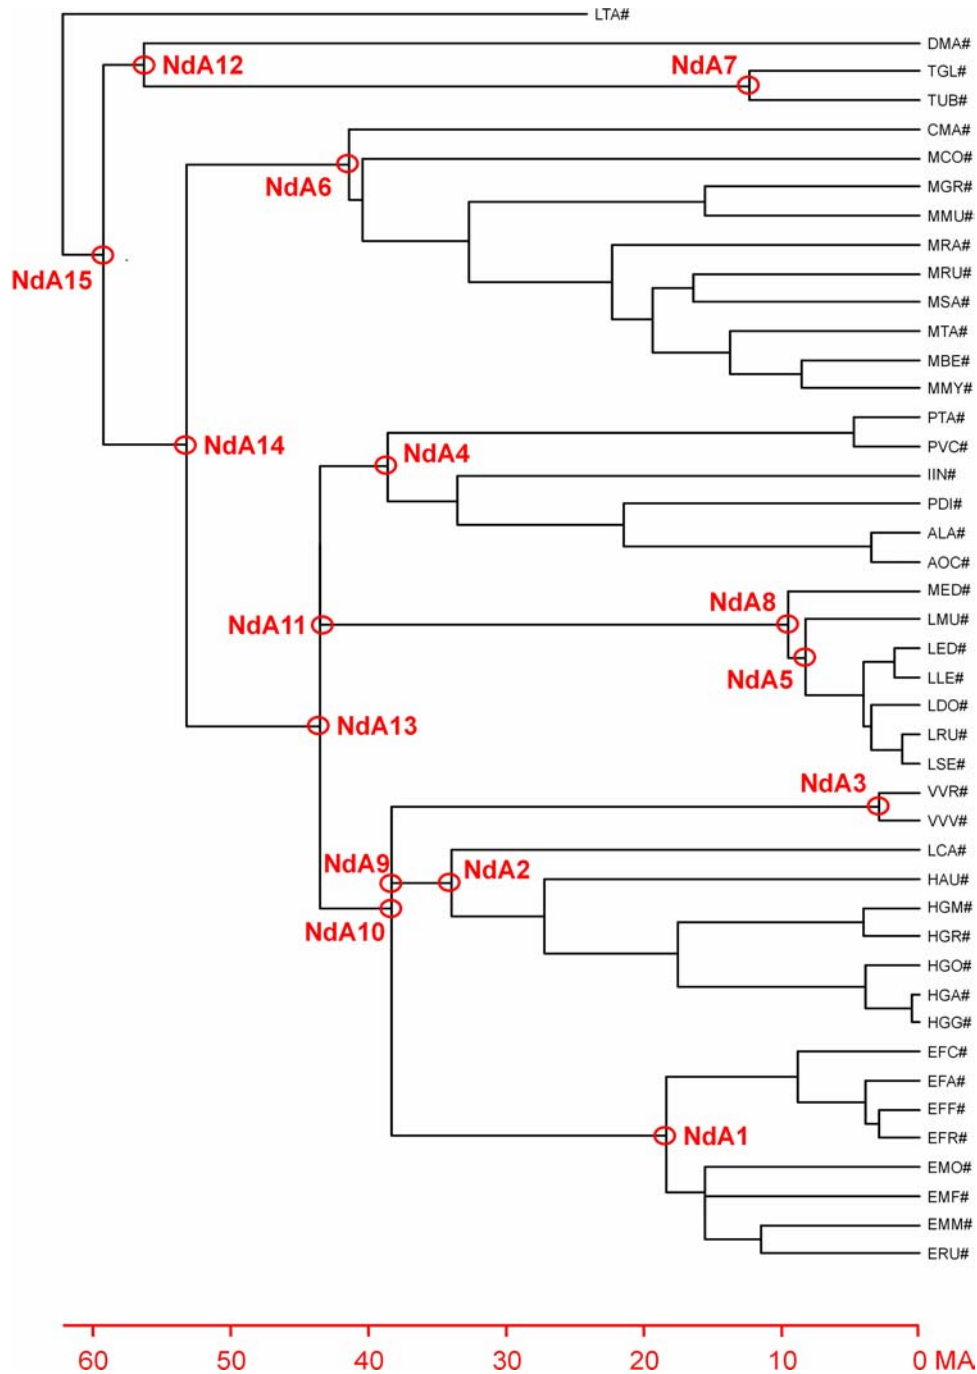 LTA#
DMA#
NdA12
NdA7
TGL#
TUB#
CMA#
MCO#
NdA6
MGR#
MMU#
MRA#
NdA15
MRU#
MSA#
MTA#
MBE#
MMY#
PTA#
NdA14
NdA4
PVC#
IIN#
PDI#
ALA#
AOC#
MED#
NdA8
NdA11
LMU#
LED#
NdA5
LLE#
LDO#
NdA13
LRU#
LSE#
NdA3
VVR#
VVV#
LCA#
NdA9
NdA2
HAU#
HGM#
NdA10
HGR#
HGO#
HGA#
HGG#
EFC#
EFA#
EFF#
EFR#
NdA1
EMO#
EMF#
EMM#
ERU#
60 50 40 30 20 10 0 MA